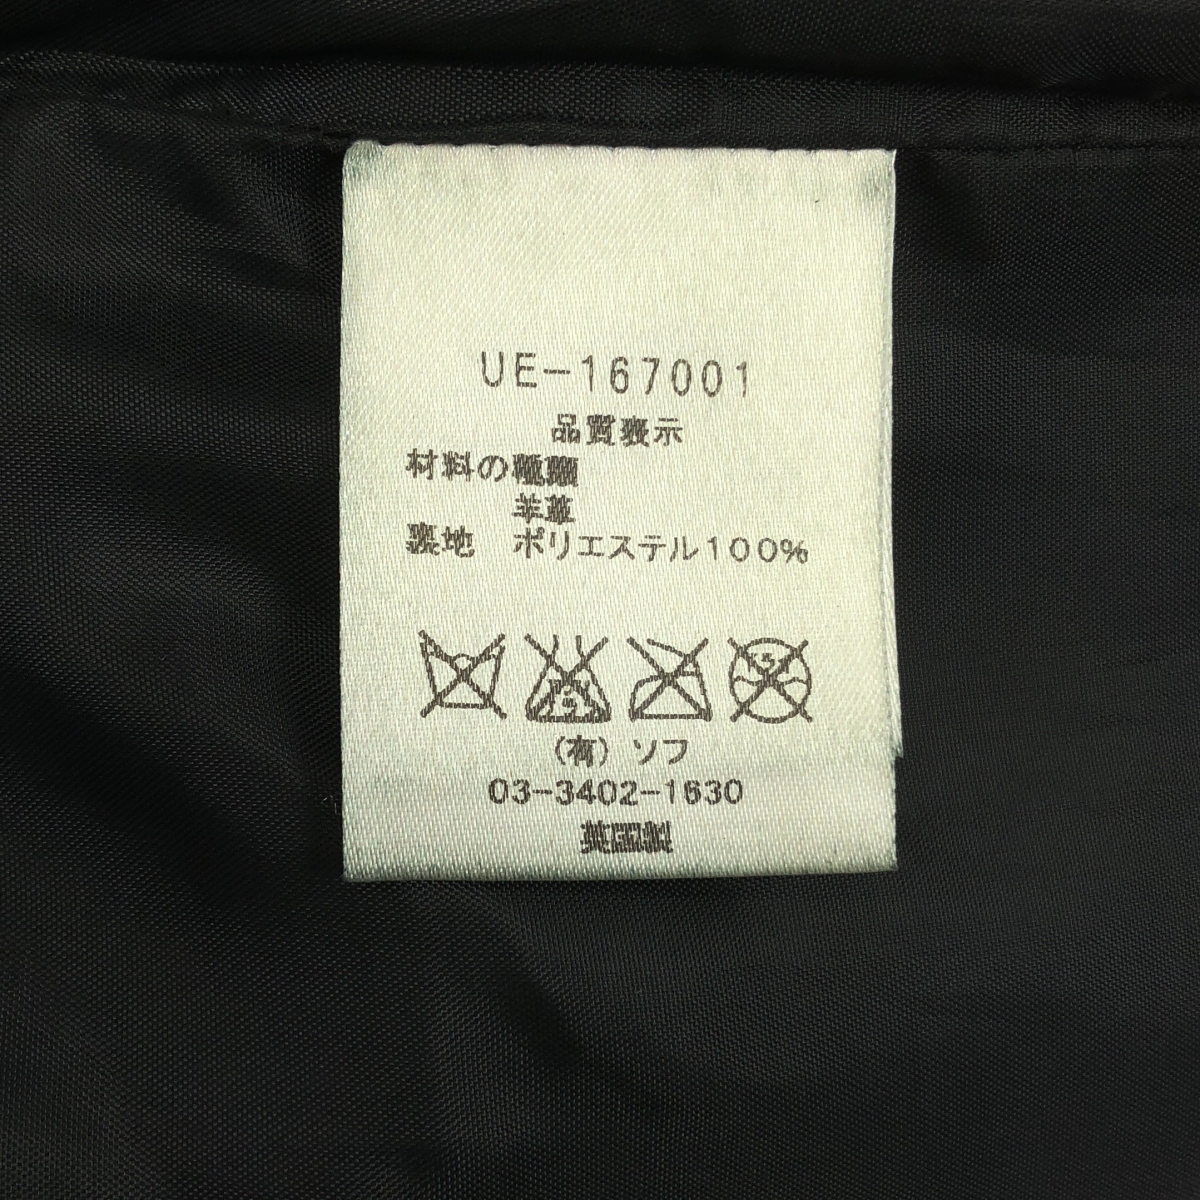 UE-167001
品質表示
材料の種類
羊革
裏地 ポリエステル100%
(有) ソフ
03-3402-1630
英国製